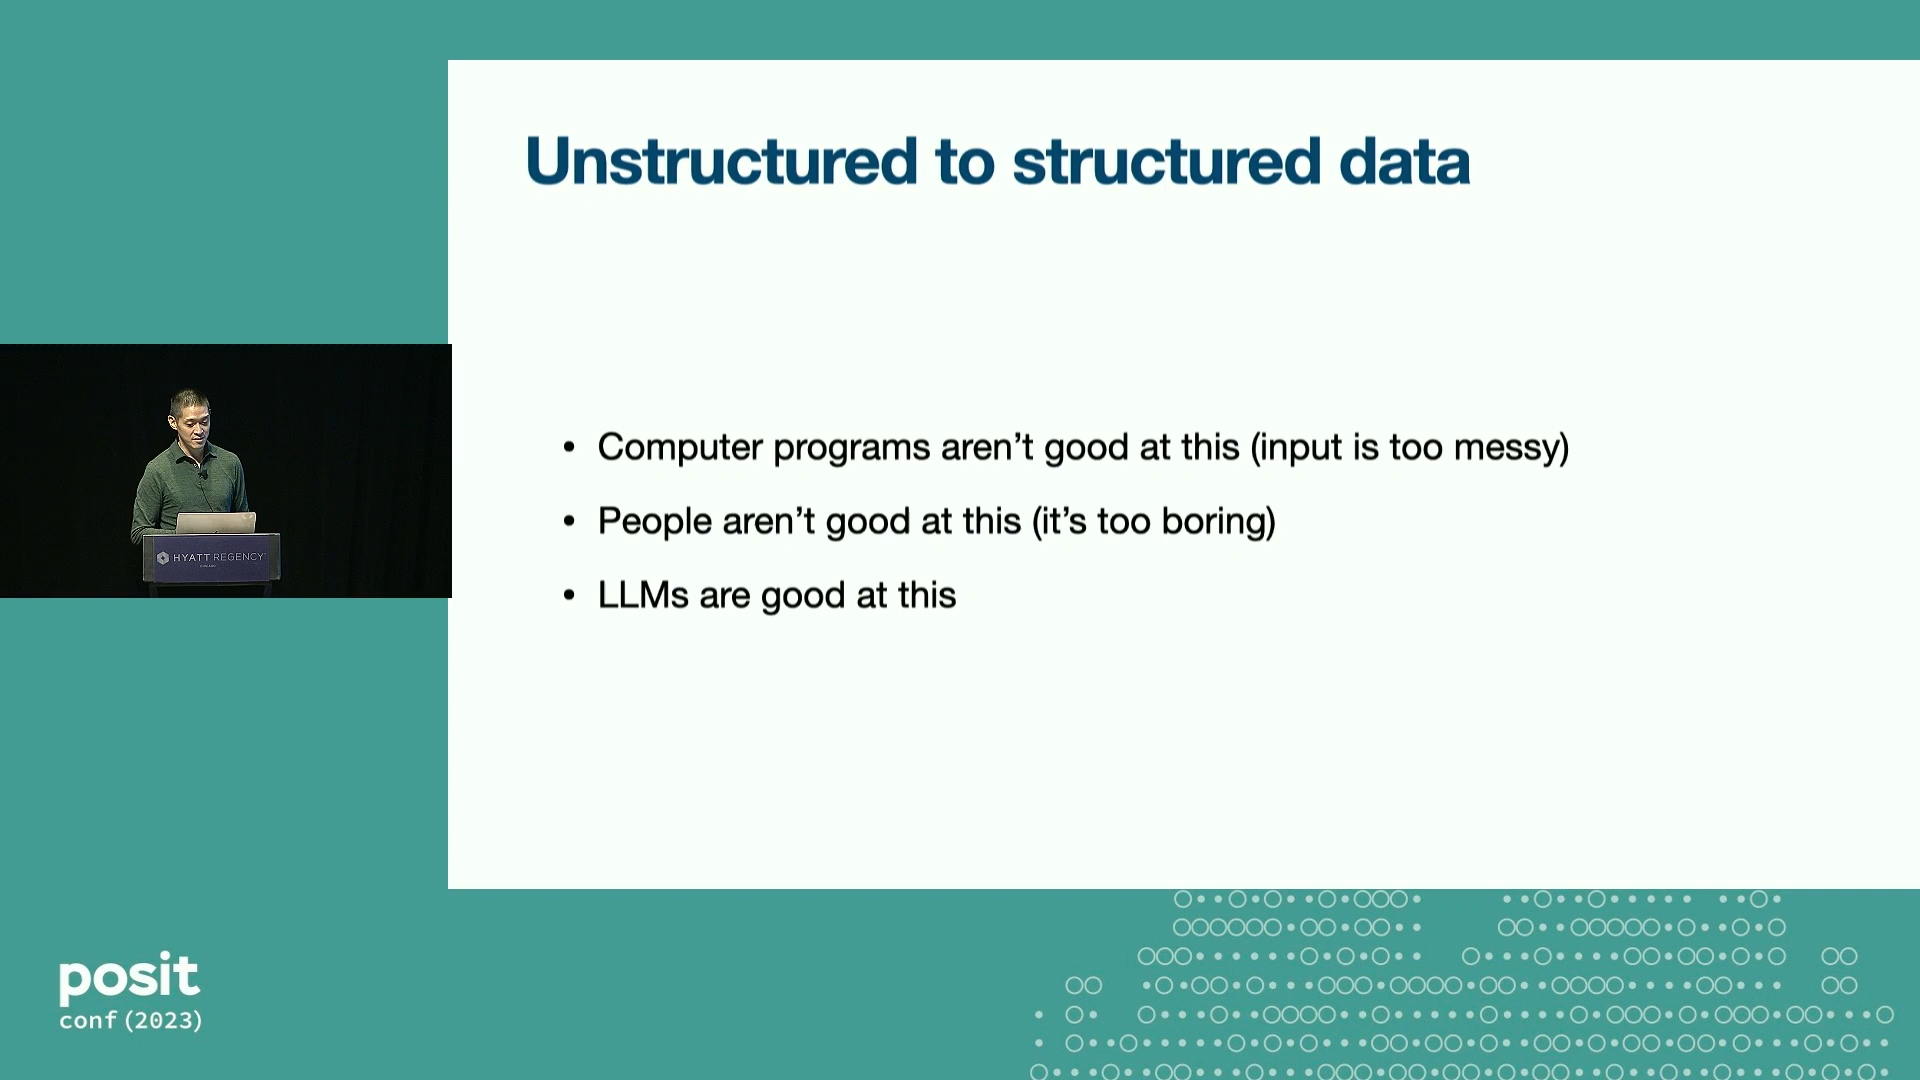 Unstructured to structured data
• Computer programs aren’t good at this (input is too messy)
• People aren’t good at this (it’s too boring)
• LLMs are good at this
HYATT REGENCY
posit
conf (2023)